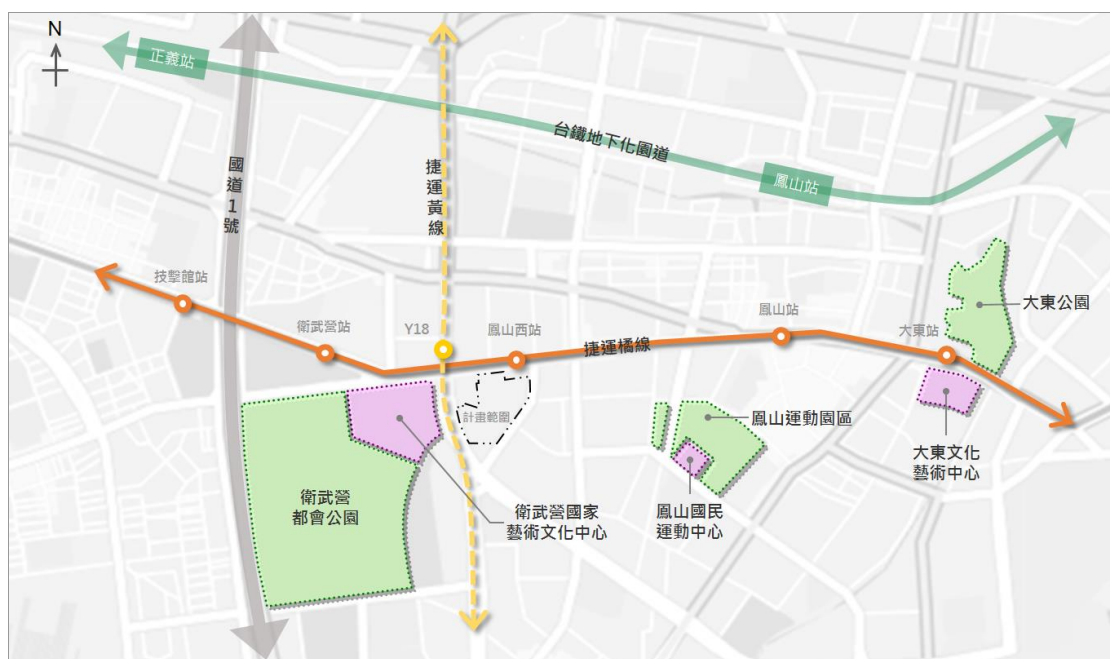 N
正義站
台鐵地下化園道
鳳山站
國道1號
捷運黃線
技擊館站
衛武營站
Y18
鳳山西站
捷運橘線
鳳山站
大東站
大東公園
計畫範圍
鳳山運動園區
大東文化
藝術中心
衛武營
都會公園
衛武營國家
藝術文化中心
鳳山國民
運動中心